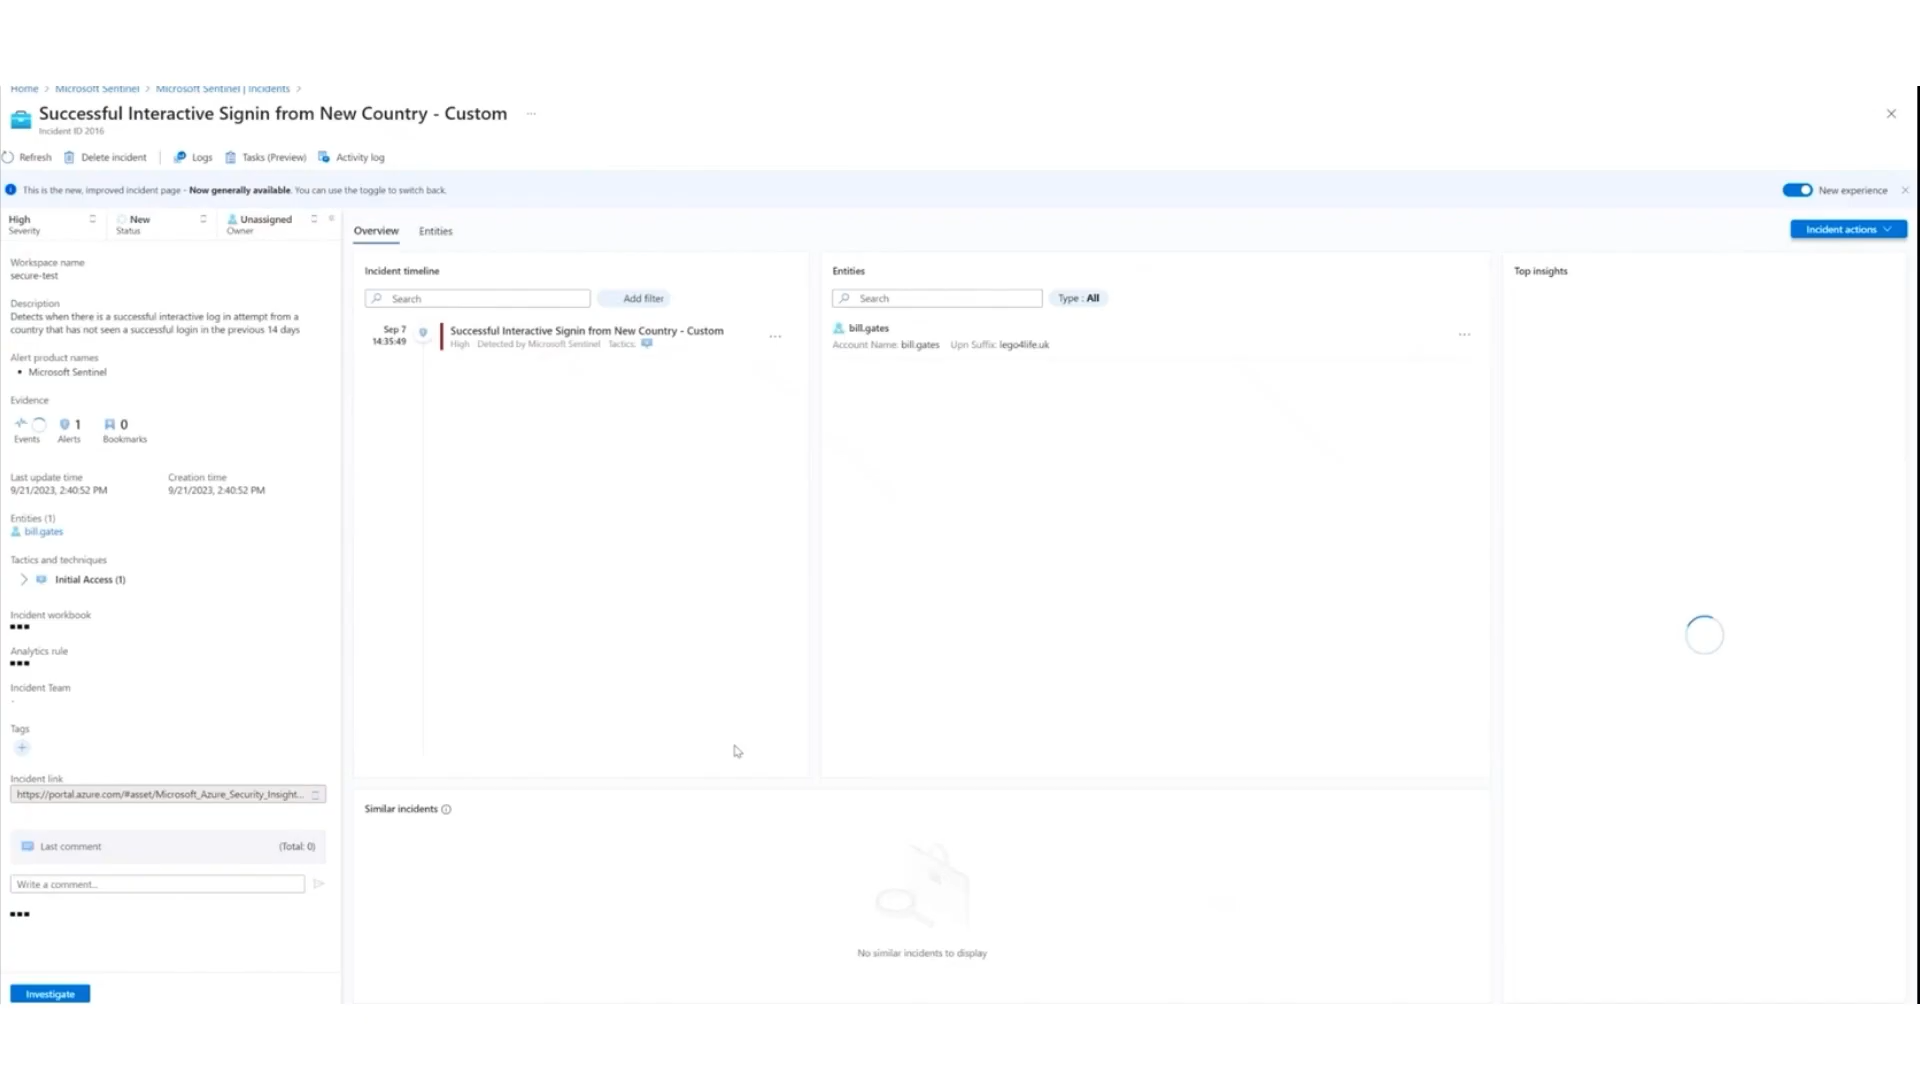 Home > Microsoft Sentinel > Microsoft Sentinel | Incidents >
Successful Interactive Signin from New Country - Custom ...
Incident ID 2016
Refresh Delete incident | Logs Tasks (Preview) Activity log
This is the new, improved incident page - Now generally available. You can use the toggle to switch back.
New experience
High
Severity
New
Status
Unassigned
Owner
Workspace name
secure-test
Description
Detects when there is a successful interactive log in attempt from a
country that has not seen a successful login in the previous 14 days
Alert product names
• Microsoft Sentinel
Evidence
Events
1
Alerts
0
Bookmarks
Last update time
9/21/2023, 2:40:52 PM
Creation time
9/21/2023, 2:40:52 PM
Entities (1)
bill.gates
Tactics and techniques
Initial Access (1)
Incident workbook
Analytics rule
Incident Team
-
Tags
+
Incident link
https://portal.azure.com/#asset/Microsoft_Azure_Security_Insight...
Last comment (Total: 0)
Write a comment...
Investigate
Overview
Entities
Incident actions
Incident timeline
Search
Add filter
Sep 7
14:35:49
Successful Interactive Signin from New Country - Custom
High Detected by Microsoft Sentinel Tactics:
Entities
Search
Type : All
bill.gates
Account Name: bill.gates Upn Suffix: lego4life.uk
Similar incidents
No similar incidents to display
Top insights